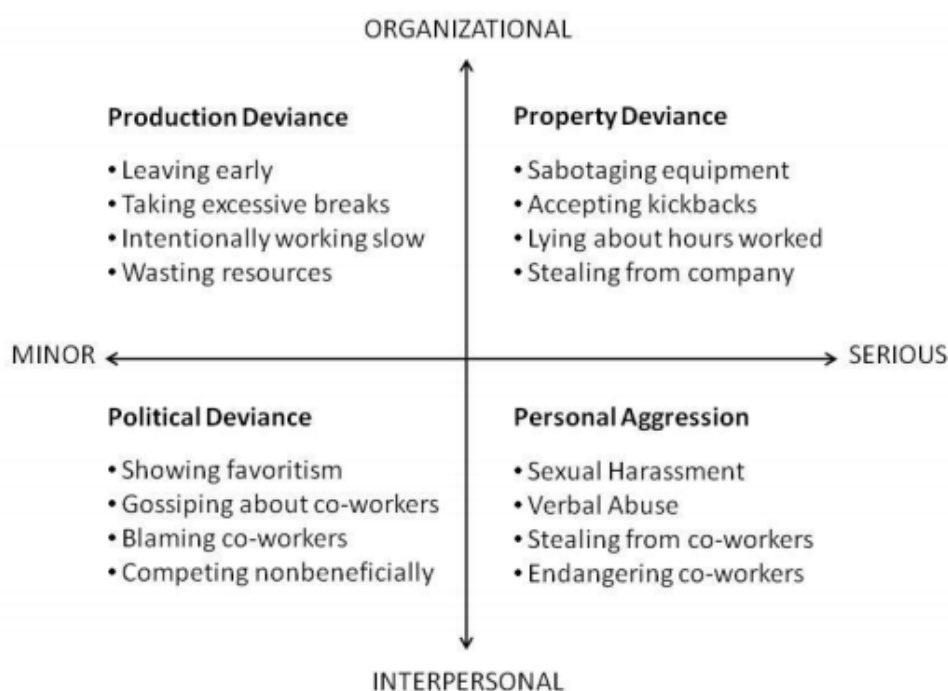 ORGANIZATIONAL
Production Deviance
• Leaving early
• Taking excessive breaks
• Intentionally working slow
• Wasting resources
Property Deviance
• Sabotaging equipment
• Accepting kickbacks
• Lying about hours worked
• Stealing from company
MINOR
SERIOUS
Political Deviance
• Showing favoritism
• Gossiping about co-workers
• Blaming co-workers
• Competing nonbeneficially
Personal Aggression
• Sexual Harassment
• Verbal Abuse
• Stealing from co-workers
• Endangering co-workers
INTERPERSONAL